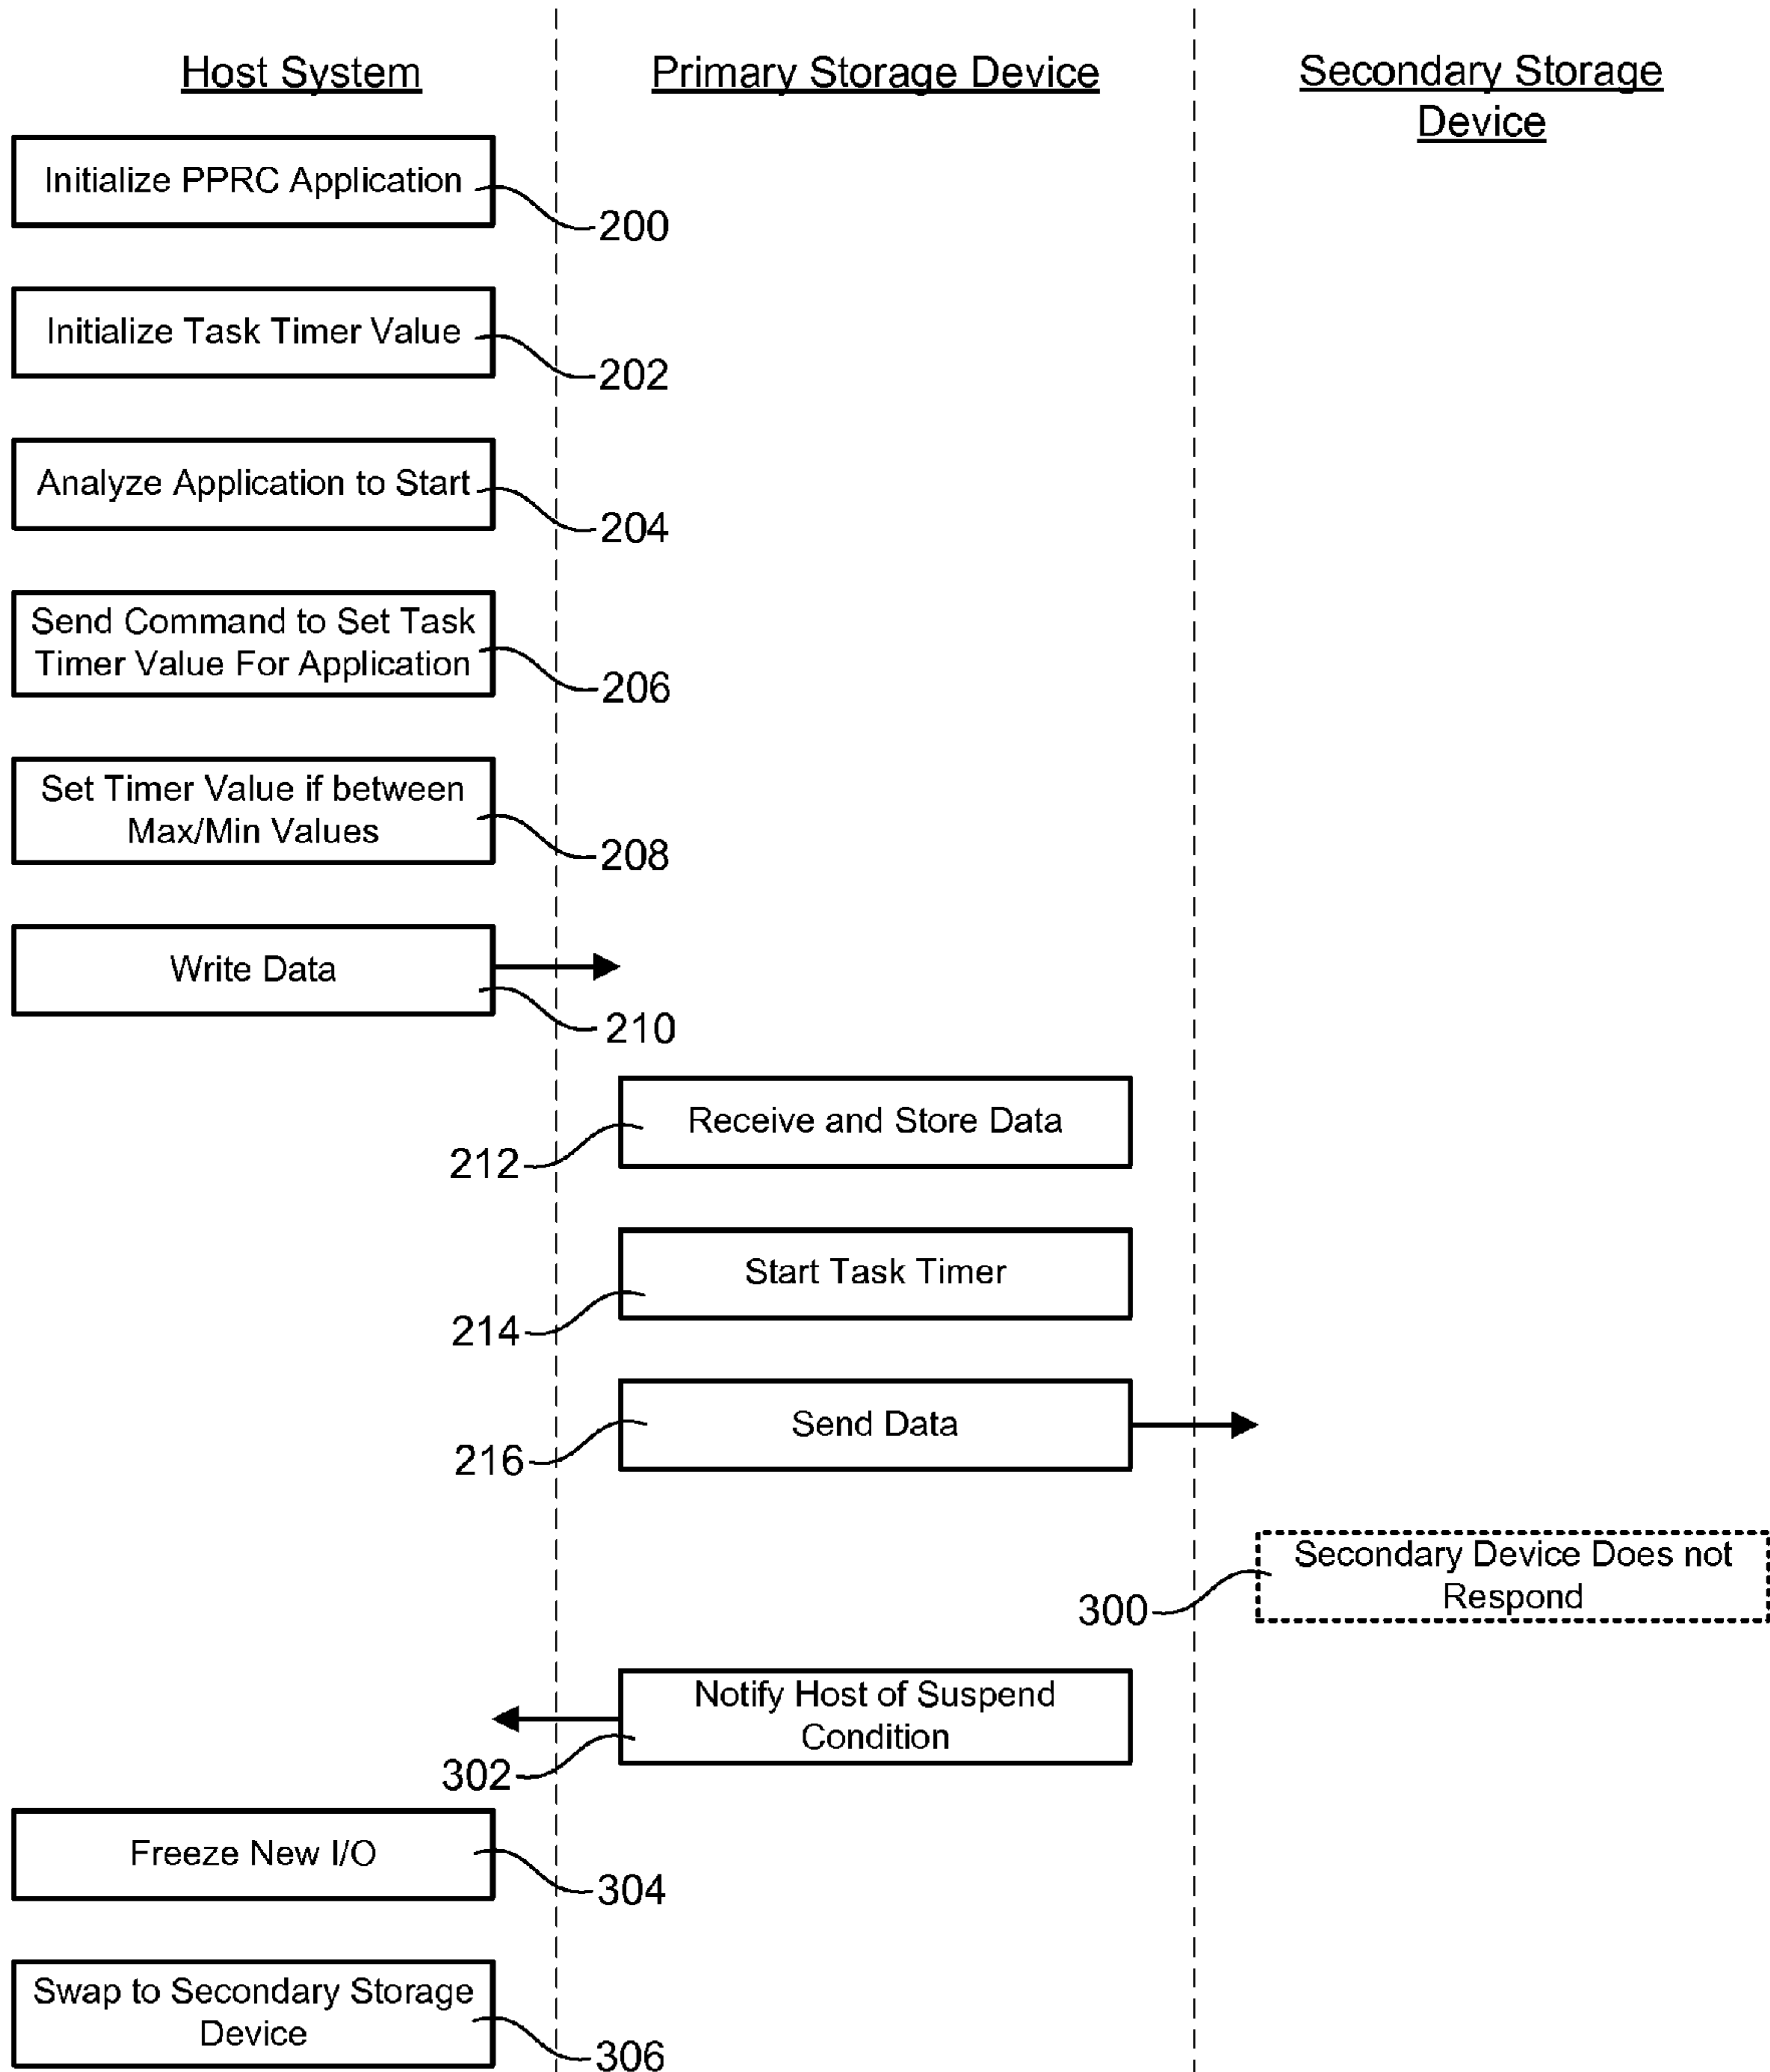 Host System
Primary Storage Device
Secondary Storage
Device
Initialize PPRC Application
200
Initialize Task Timer Value
202
Analyze Application to Start
204
Send Command to Set Task
Timer Value For Application
206
Set Timer Value if between
Max/Min Values
208
Write Data
210
Receive and Store Data
212
Start Task Timer
214
Send Data
216
Secondary Device Does not
Respond
300
Notify Host of Suspend
Condition
302
Freeze New I/O
304
Swap to Secondary Storage
Device
306